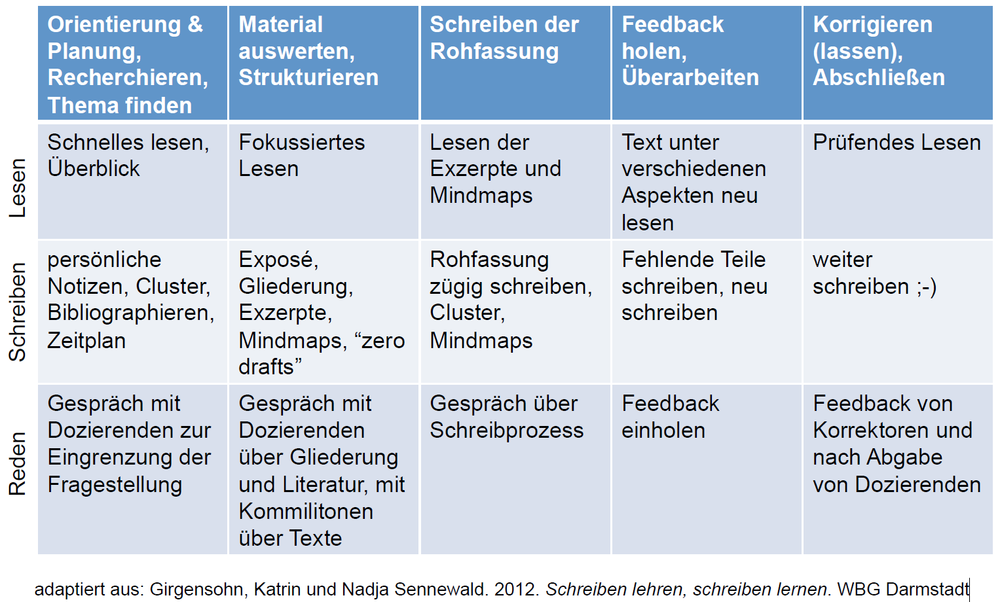 Orientierung &
Planung,
Recherchieren,
Thema finden
Material
auswerten,
Strukturieren
Schreiben der
Rohfassung
Feedback
holen,
Überarbeiten
Korrigieren
(lassen),
Abschließen
Lesen
Schnelles lesen,
Überblick
Fokussiertes
Lesen
Lesen der
Exzerpte und
Mindmaps
Text unter
verschiedenen
Aspekten neu
lesen
Prüfendes Lesen
Schreiben
persönliche
Notizen, Cluster,
Bibliographieren,
Zeitplan
Exposé,
Gliederung,
Exzerpte,
Mindmaps, “zero
drafts”
Rohfassung
zügig schreiben,
Cluster,
Mindmaps
Fehlende Teile
schreiben, neu
schreiben
weiter
schreiben ;-)
Reden
Gespräch mit
Dozierenden zur
Eingrenzung der
Fragestellung
Gespräch mit
Dozierenden
über Gliederung
und Literatur, mit
Kommilitonen
über Texte
Gespräch über
Schreibprozess
Feedback
einholen
Feedback von
Korrektoren und
nach Abgabe
von Dozierenden
adaptiert aus: Girgensohn, Katrin und Nadja Sennewald. 2012. Schreiben lehren, schreiben lernen. WBG Darmstadt